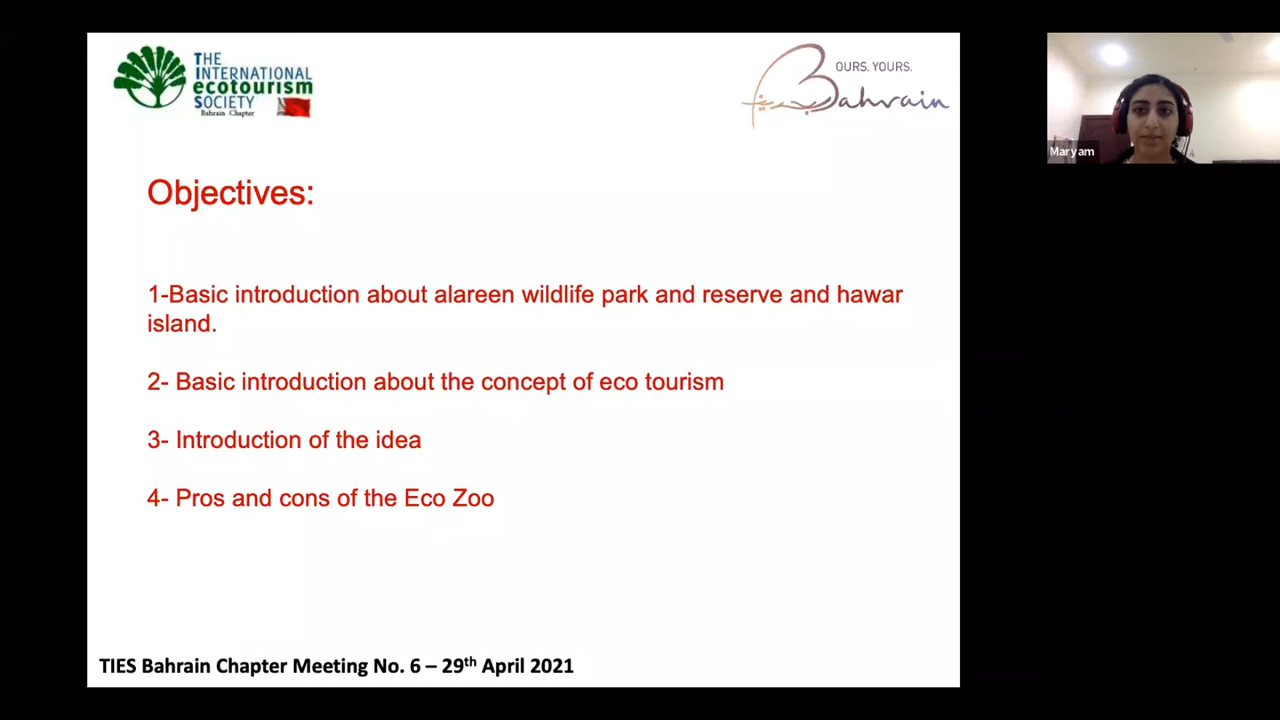 THE
INTERNATIONAL
ecotourism
SOCIETY
Bahrain Chapter
OURS. YOURS.
Bahrain
Maryam
Objectives:
1-Basic introduction about alareen wildlife park and reserve and hawar
island.
2- Basic introduction about the concept of eco tourism
3- Introduction of the idea
4- Pros and cons of the Eco Zoo
TIES Bahrain Chapter Meeting No. 6 – 29th April 2021